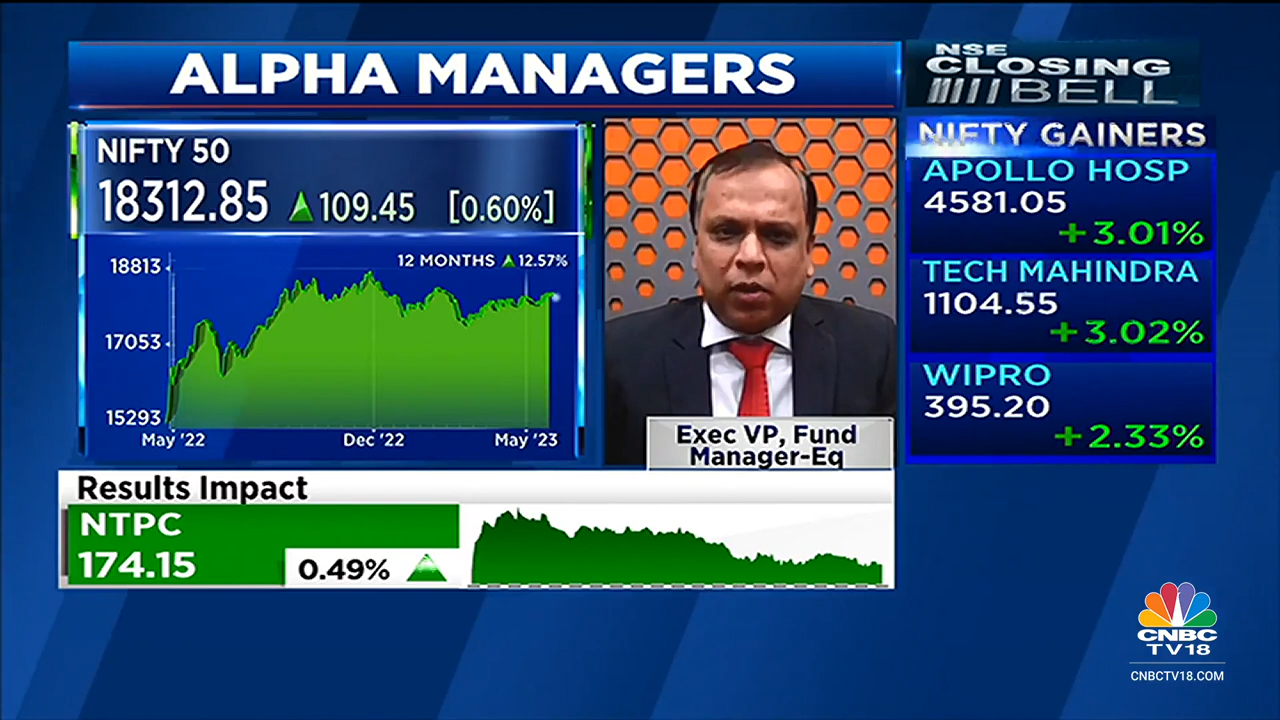 ALPHA MANAGERS
NSE
CLOSING
BELL
NIFTY 50
18312.85 109.45 [0.60%]
12 MONTHS 12.57%
18813
17053
15293
May '22 Dec '22 May '23
Exec VP, Fund
Manager-Eq
NIFTY GAINERS
APOLLO HOSP
4581.05
+3.01%
TECH MAHINDRA
1104.55
+3.02%
WIPRO
395.20
+2.33%
Results Impact
NTPC
174.15
0.49%
CNBC
TV18
CNBCTV18.COM